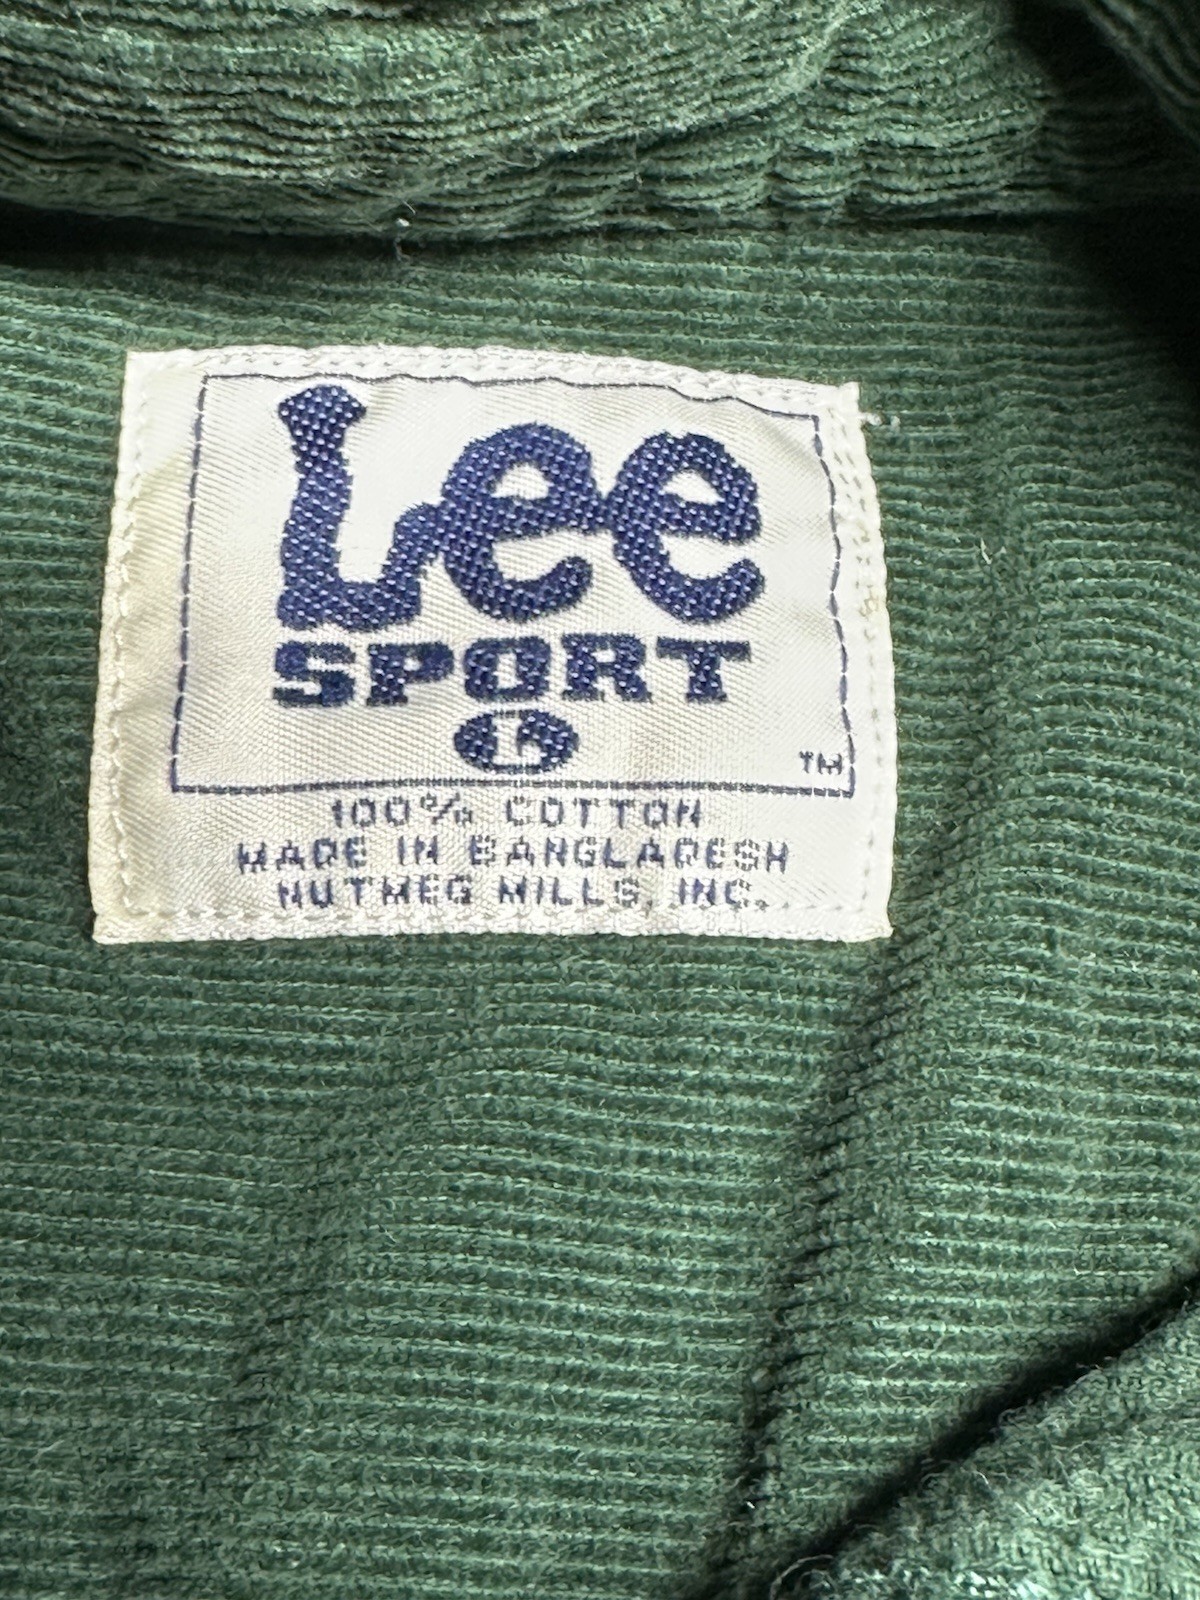 Lee
SPORT
L
TM
100% COTTON
MADE IN BANGLADESH
NUTMEG MILLS, INC.